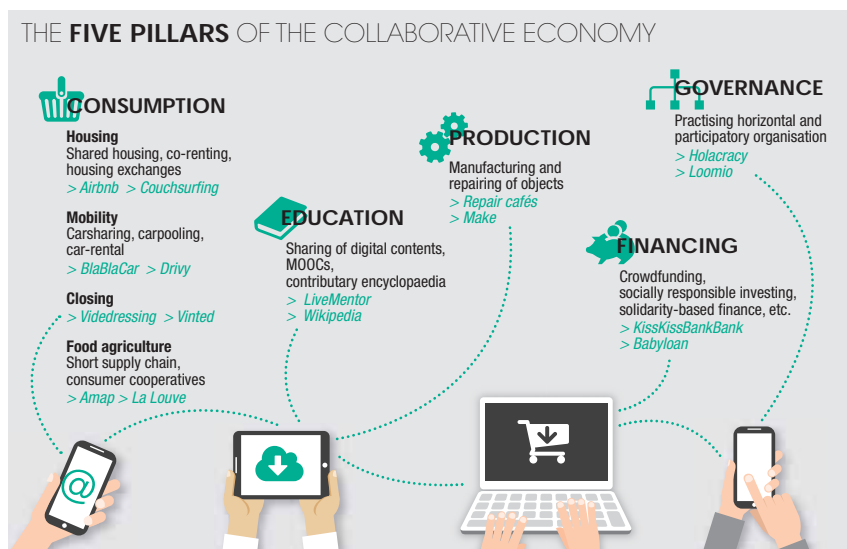 THE FIVE PILLARS OF THE COLLABORATIVE ECONOMY
CONSUMPTION
Housing
Shared housing, co-renting,
housing exchanges
> Airbnb > Couchsurfing
Mobility
Carsharing, carpooling,
car-rental
> BlaBlaCar > Drivy
Closing
> Videdressing > Vinted
Food agriculture
Short supply chain,
consumer cooperatives
> Amap > La Louve
@
EDUCATION
Sharing of digital contents,
MOOCs,
contributary encyclopaedia
> LiveMentor
> Wikipedia
PRODUCTION
Manufacturing and
repairing of objects
> Repair cafés
> Make
GOVERNANCE
Practising horizontal and
participatory organisation
> Holacracy
> Loomio
FINANCING
Crowdfunding,
socially responsible investing,
solidarity-based finance, etc.
> KissKissBankBank
> Babyloan